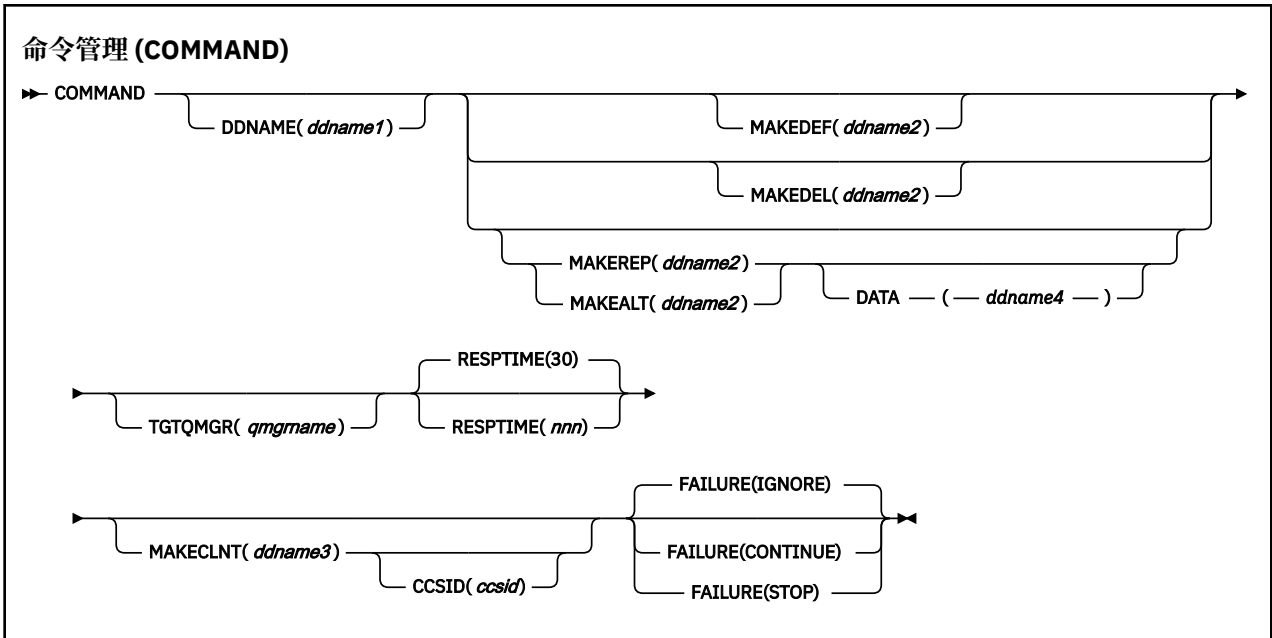 命令管理 (COMMAND)
COMMAND
DDNAME( ddname1 )
MAKEDEF( ddname2 )
MAKEDEL( ddname2 )
MAKEREP( ddname2 )
MAKEALT( ddname2 )
DATA ( ddname4 )
RESPTIME(30)
TGTQMGR( qmgrname )
RESPTIME( nnn)
FAILURE(IGNORE)
MAKECLNT( ddname3 )
FAILURE(CONTINUE)
CCSID( ccsid )
FAILURE(STOP)